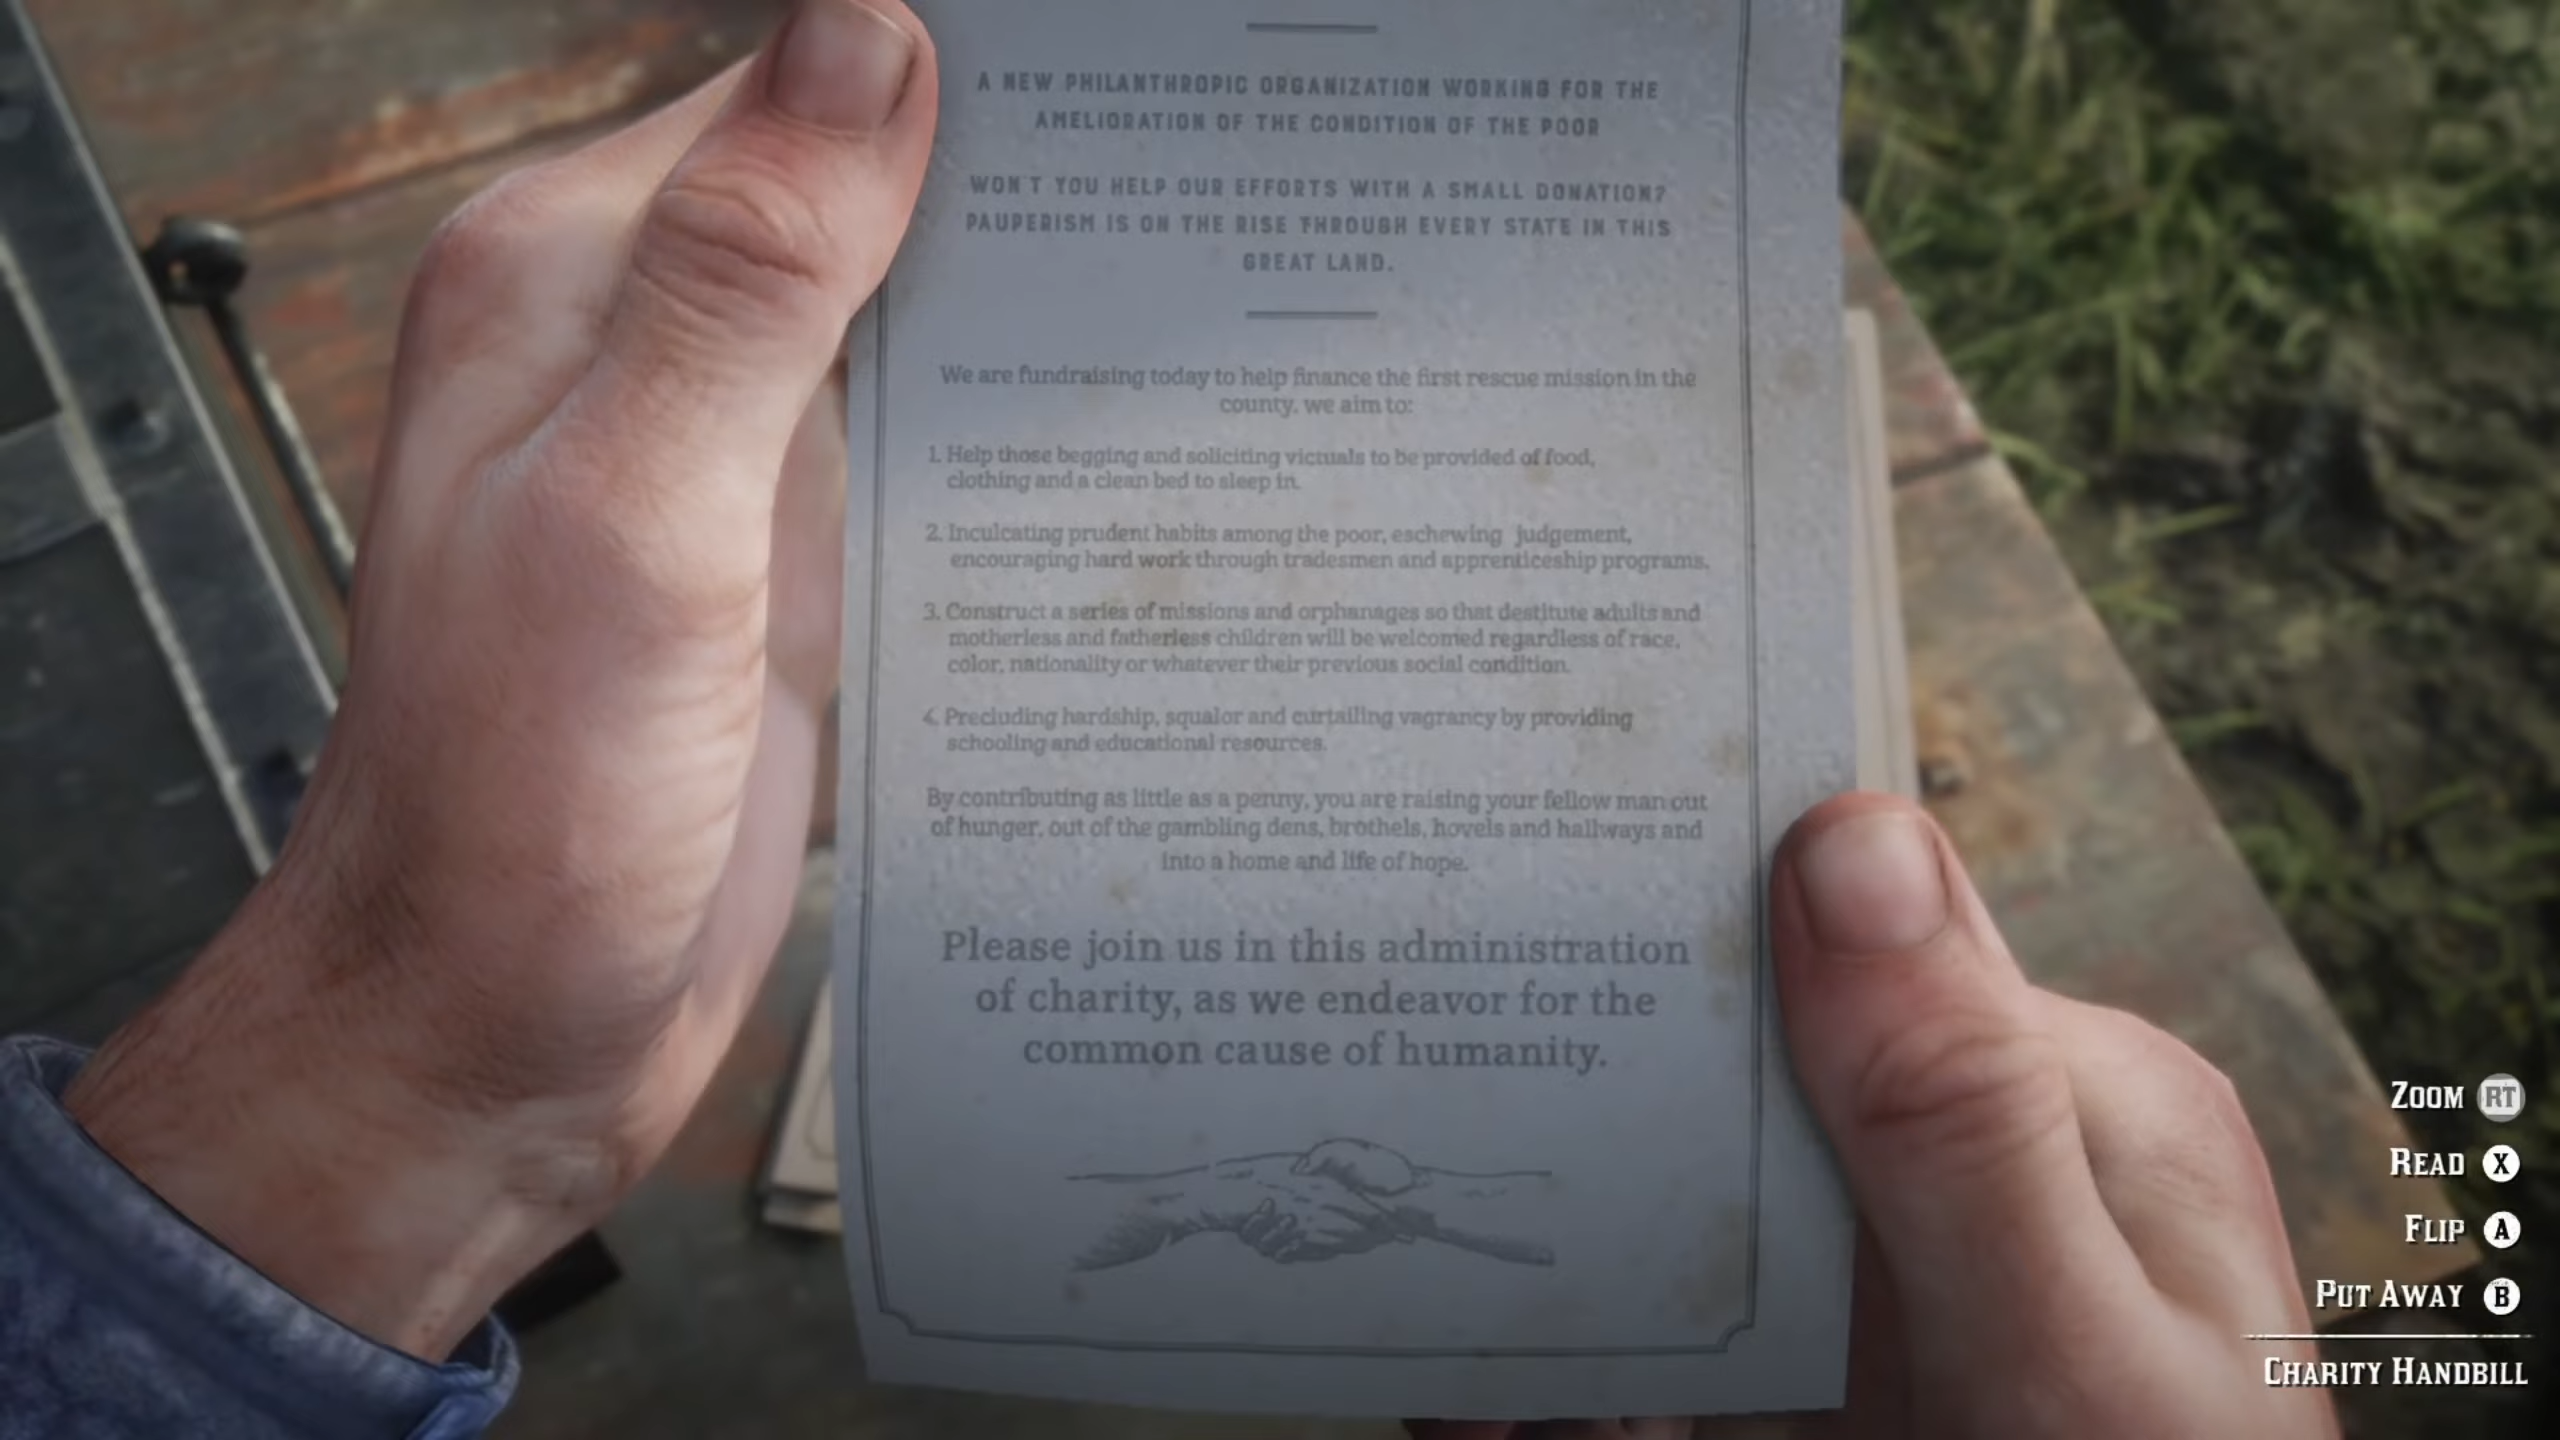 A NEW PHILANTHROPIC ORGANIZATION WORKING FOR THE
AMELIORATION OF THE CONDITION OF THE POOR
WON'T YOU HELP OUR EFFORTS WITH A SMALL DONATION?
PAUPERISM IS ON THE RISE THROUGH EVERY STATE IN THIS
GREAT LAND.
We are fundraising today to help finance the first rescue mission in the
county. we aim to:
1. Help those begging and soliciting victuals to be provided of food,
clothing and a clean bed to sleep in.
2. Inculcating prudent habits among the poor, eschewing judgement,
encouraging hard work through tradesmen and apprenticeship programs.
3. Construct a series of missions and orphanages so that destitute adults and
motherless and fatherless children will be welcomed regardless of race,
color, nationality or whatever their previous social condition.
4. Precluding hardship, squalor and curtailing vagrancy by providing
schooling and educational resources.
By contributing as little as a penny, you are raising your fellow man out
of hunger, out of the gambling dens, brothels, hovels and hallways and
into a home and life of hope.
Please join us in this administration
of charity, as we endeavor for the
common cause of humanity.
ZOOM RT
READ X
FLIP A
PUT AWAY B
CHARITY HANDBILL